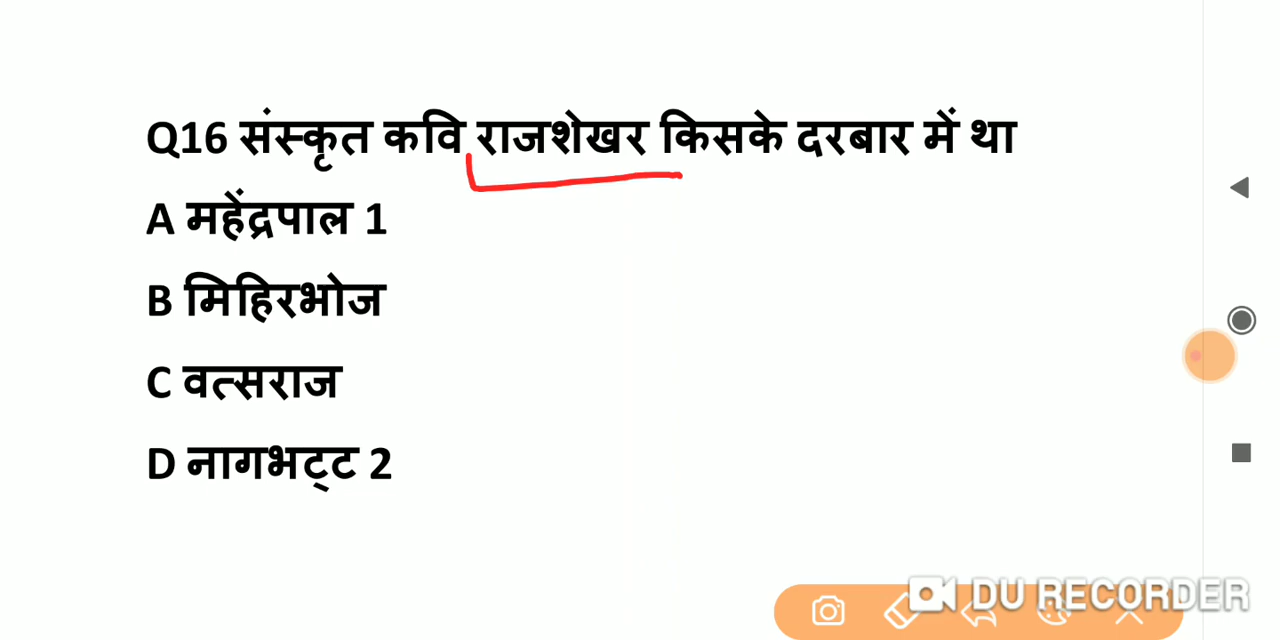 Q16 संस्कृत कवि राजशेखर किसके दरबार में था
A महेंद्रपाल 1
B मिहिरभोज
C वत्सराज
D नागभट्ट 2
DU RECORDER